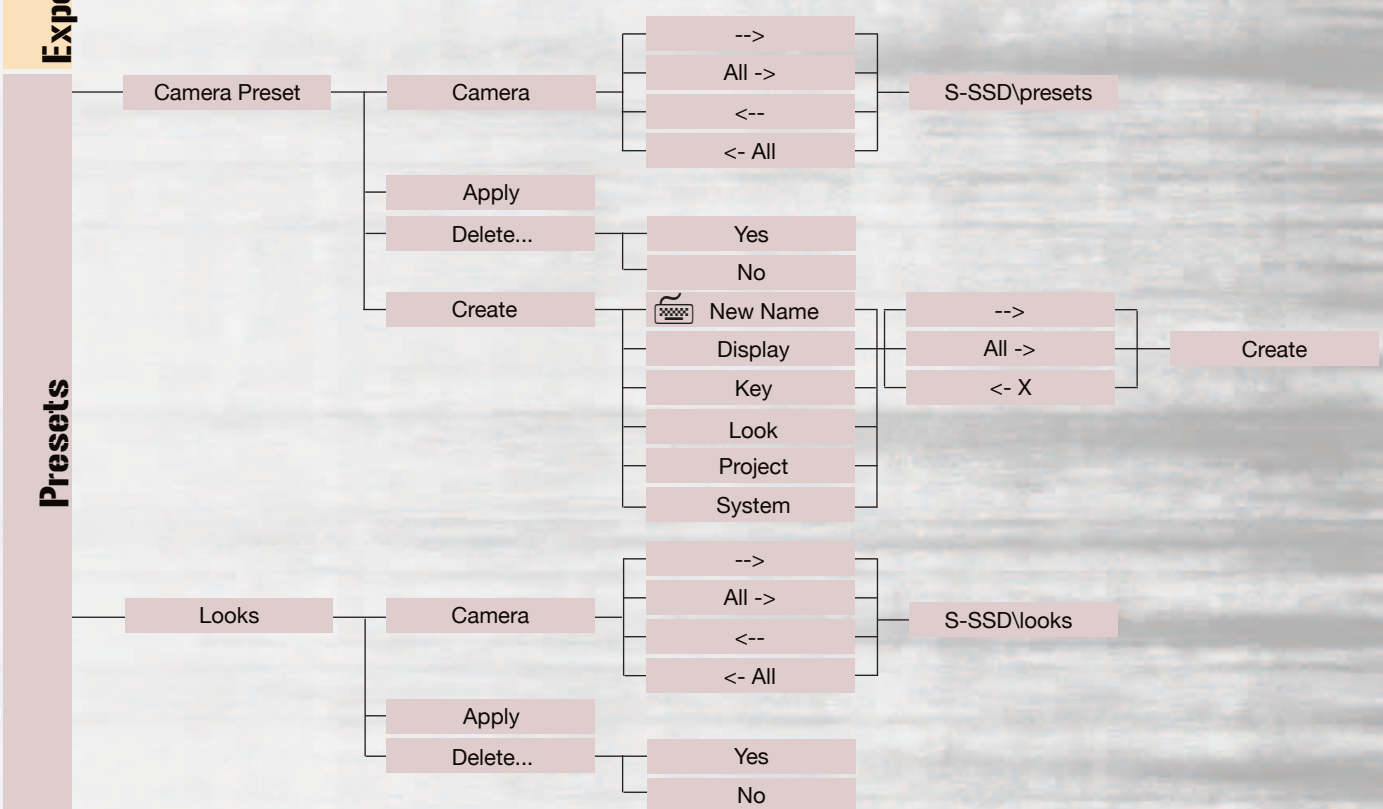 Expo
Presets
Camera Preset
Camera
-->
All ->
<--
<- All
S-SSD\presets
Apply
Delete...
Yes
No
Create
New Name
Display
Key
Look
Project
System
-->
All ->
<- X
Create
Looks
Camera
-->
All ->
<--
<- All
S-SSD\looks
Apply
Delete...
Yes
No